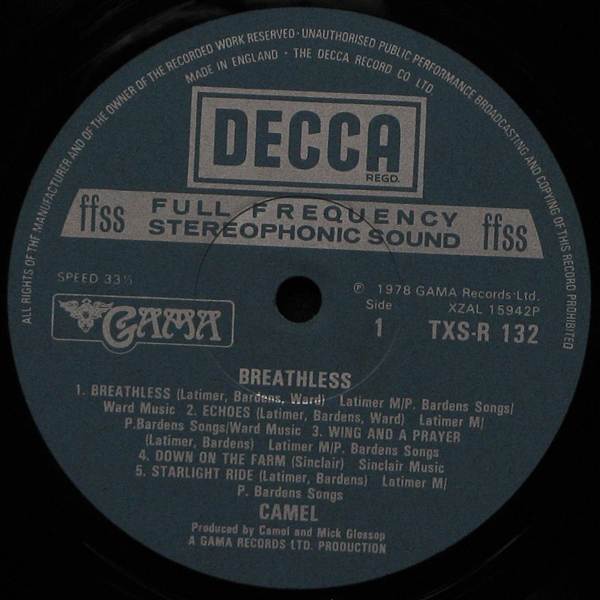 ALL RIGHTS OF THE MANUFACTURER AND OF THE OWNER OF THE RECORDED WORK RESERVED · UNAUTHORISED PUBLIC PERFORMANCE BROADCASTING AND COPYING OF THIS RECORD PROHIBITED
MADE IN ENGLAND · THE DECCA RECORD CO LTD.
DECCA
REGD.
ffss FULL FREQUENCY ffss
STEREOPHONIC SOUND
SPEED 33⅓
℗ 1978 GAMA Records Ltd.
XZAL 15942P
Side
1 TXS-R 132
GAMA
BREATHLESS
1. BREATHLESS (Latimer, Bardens, Ward) Latimer M/P. Bardens Songs/
Ward Music 2. ECHOES (Latimer, Bardens, Ward) Latimer M/
P.Bardens Songs/Ward Music 3. WING AND A PRAYER
(Latimer, Bardens) Latimer M/P. Bardens Songs
4. DOWN ON THE FARM (Sinclair) Sinclair Music
5. STARLIGHT RIDE (Latimer, Bardens) Latimer M/
P. Bardens Songs
CAMEL
Produced by Camel and Mick Glossop
A GAMA RECORDS LTD. PRODUCTION